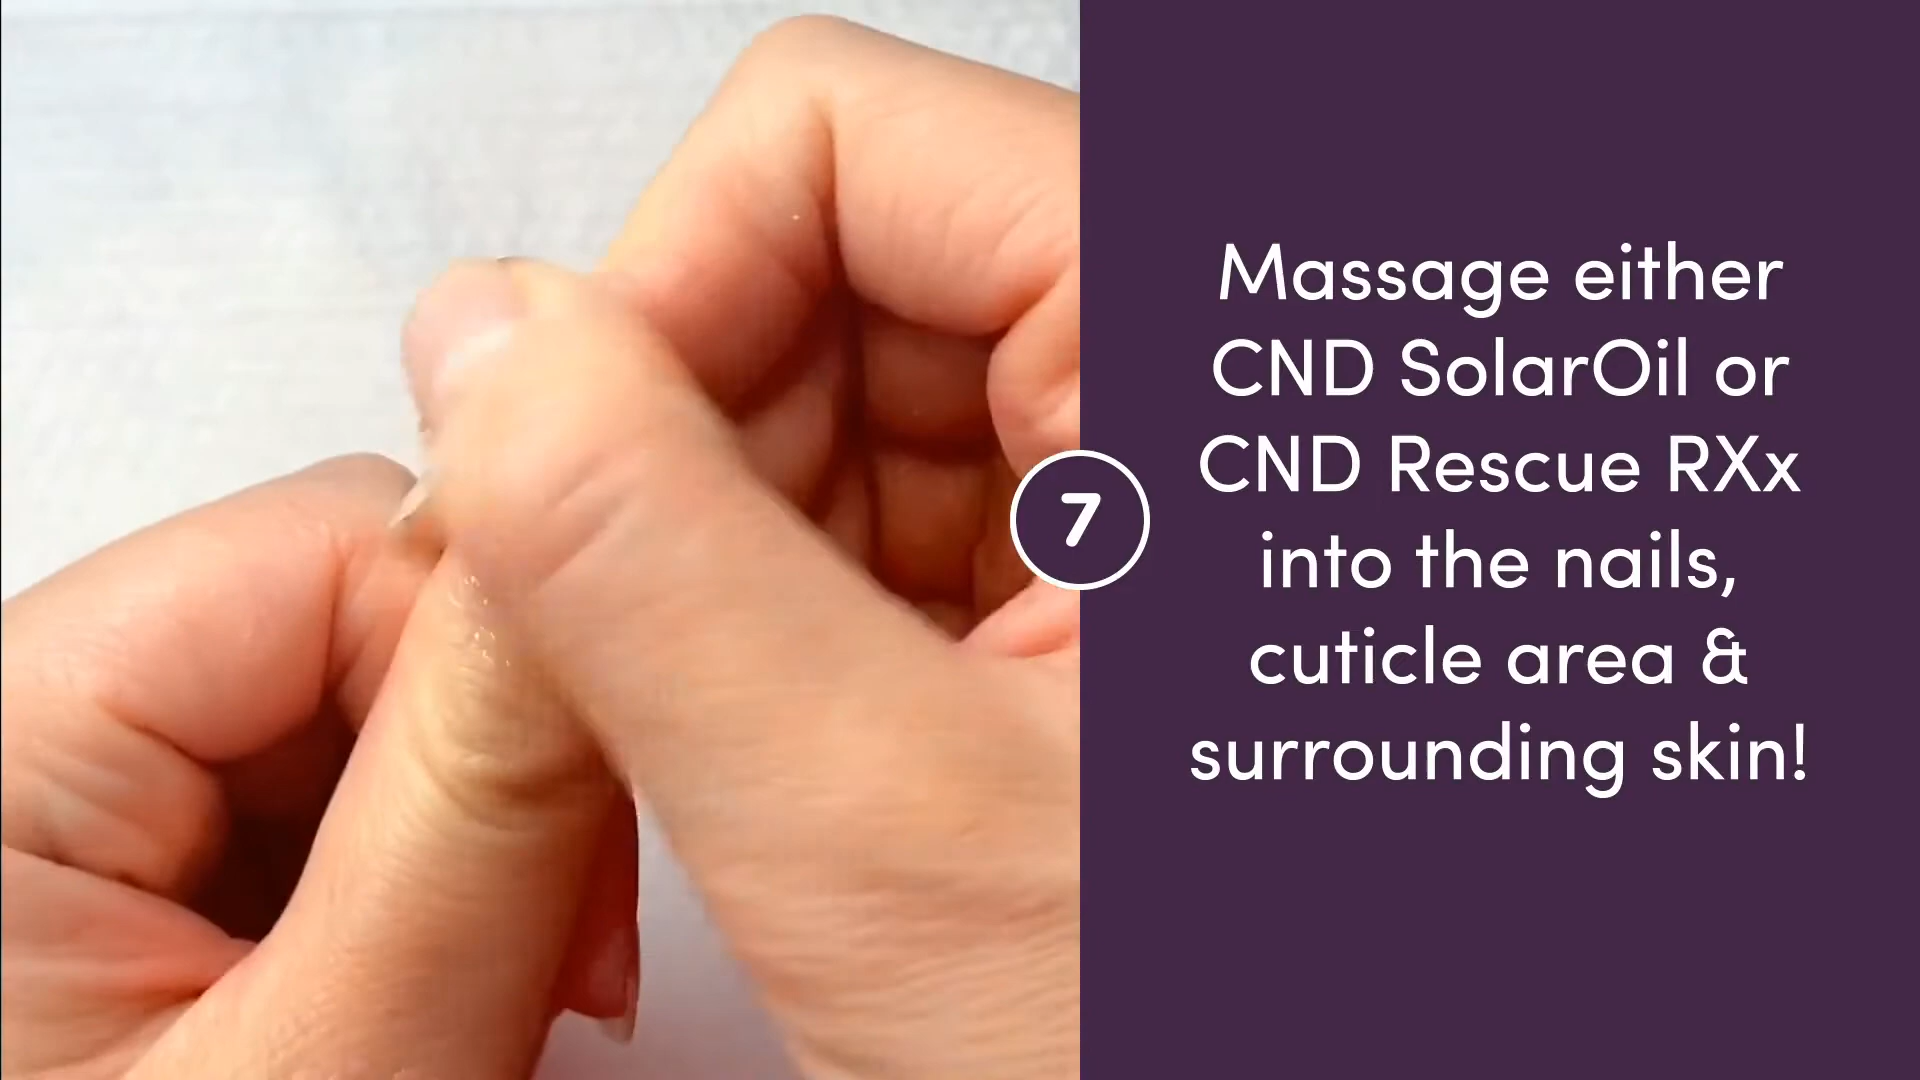 7
Massage either
CND SolarOil or
CND Rescue RXx
into the nails,
cuticle area &
surrounding skin!